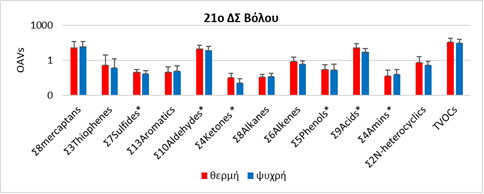 21ο ΔΣ Βόλου
OAVs
1000
1
0
Σ8mercaptans
Σ3Thiophenes
Σ7Sulfides*
Σ13Aromatics
Σ10Aldehydes*
Σ4Ketones*
Σ8Alkanes
Σ6Alkenes
Σ5Phenols*
Σ9Acids*
Σ4Amins *
Σ2N-heterocyclics
TVOCs
θερμή
ψυχρή